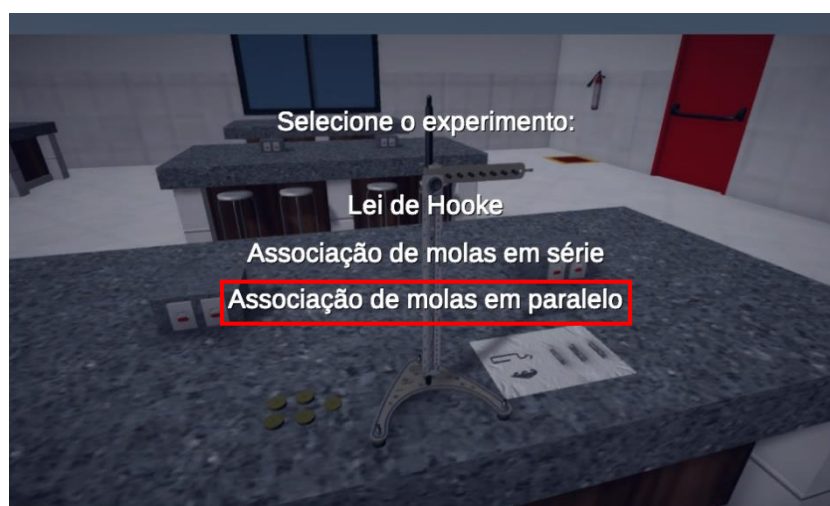 Selecione o experimento:
Lei de Hooke
Associação de molas em série
Associação de molas em paralelo